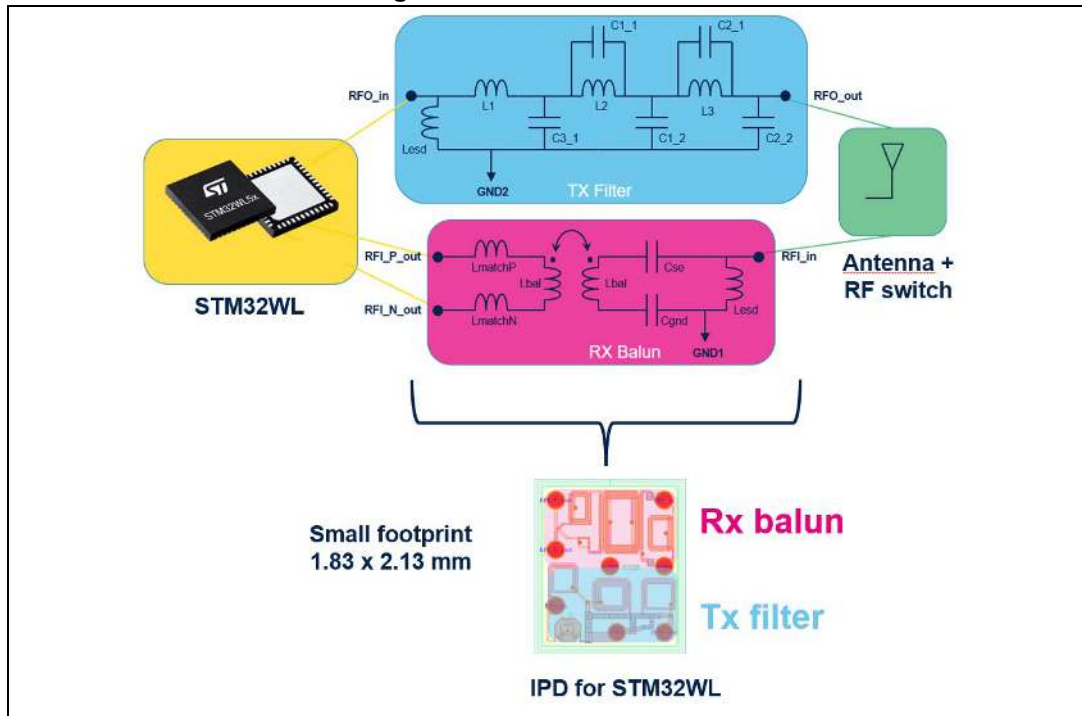 C1_1
C2_1
RFO_in
RFO_out
L1
L2
L3
Lesd
C3_1
C1_2
C2_2
GND2
TX Filter
STM32WL5x
STM32WL
RFI_P_out
LmatchP
Lbal
Lbal
Cse
RFI_in
RFI_N_out
LmatchN
Cgnd
Lesd
RX Balun
GND1
Antenna +
RF switch
Small footprint
1.83 x 2.13 mm
Rx balun
Tx filter
IPD for STM32WL